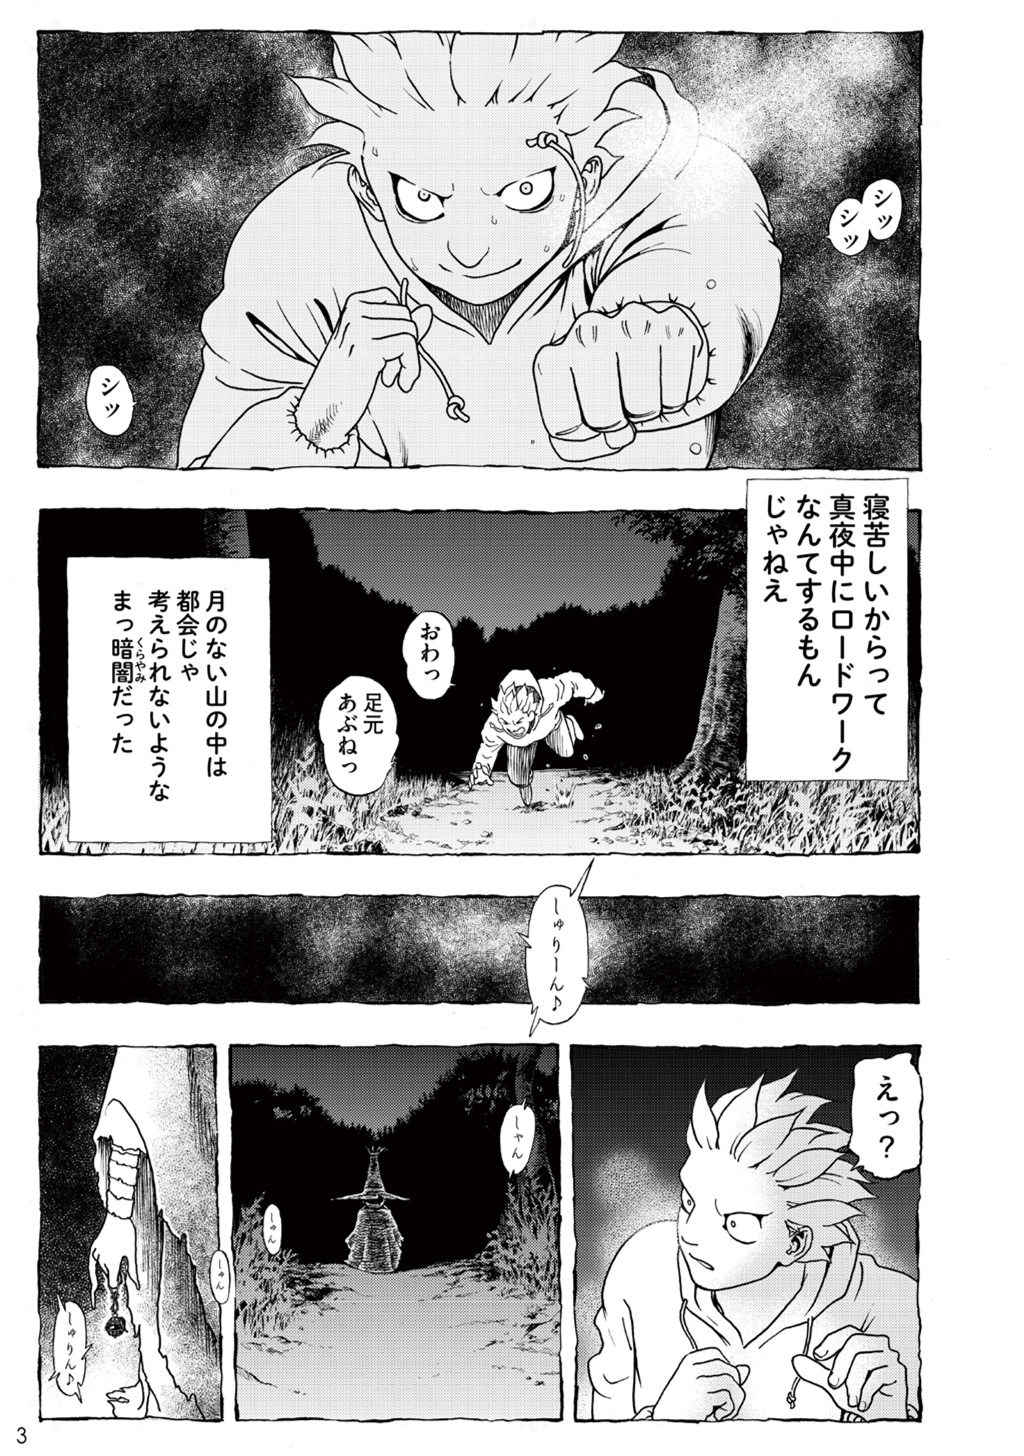 シッ
シッ
シッ
寝苦しいからって
真夜中にロードワーク
なんてするもん
じゃねえ
おわっ
足元
あぶねっ
月のない山の中は
都会じゃ
考えられないような
まっ暗闇だった
くらやみ
しゅりーん♪
えっ?
しゃん
しゅん
しゅん
しゅりん♪
3